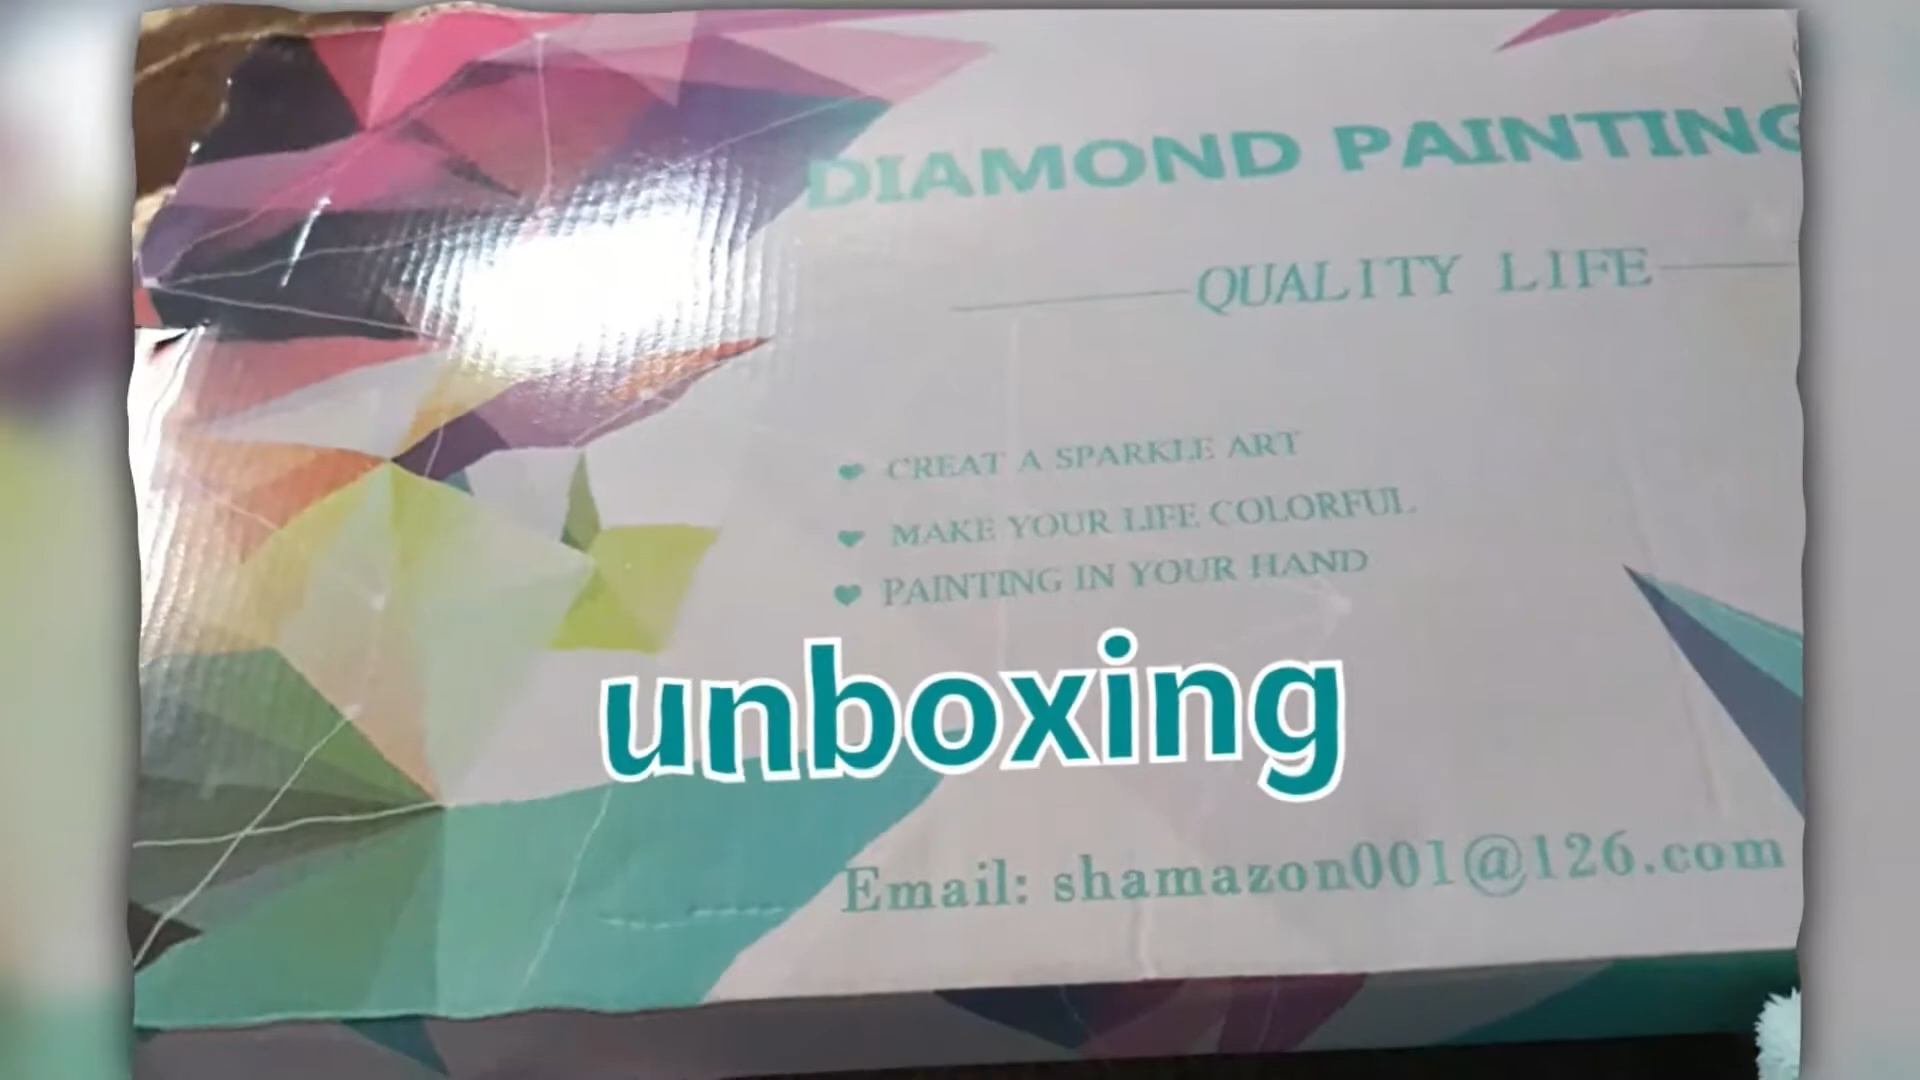 DIAMOND PAINTING
QUALITY LIFE
CREAT A SPARKLE ART
MAKE YOUR LIFE COLORFUL
PAINTING IN YOUR HAND
unboxing
Email: shamazon001@126.com